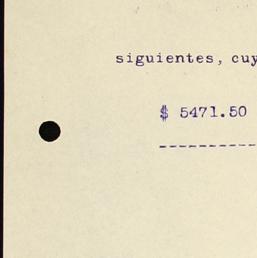 siguientes, cuy
$ 5471.50
----------